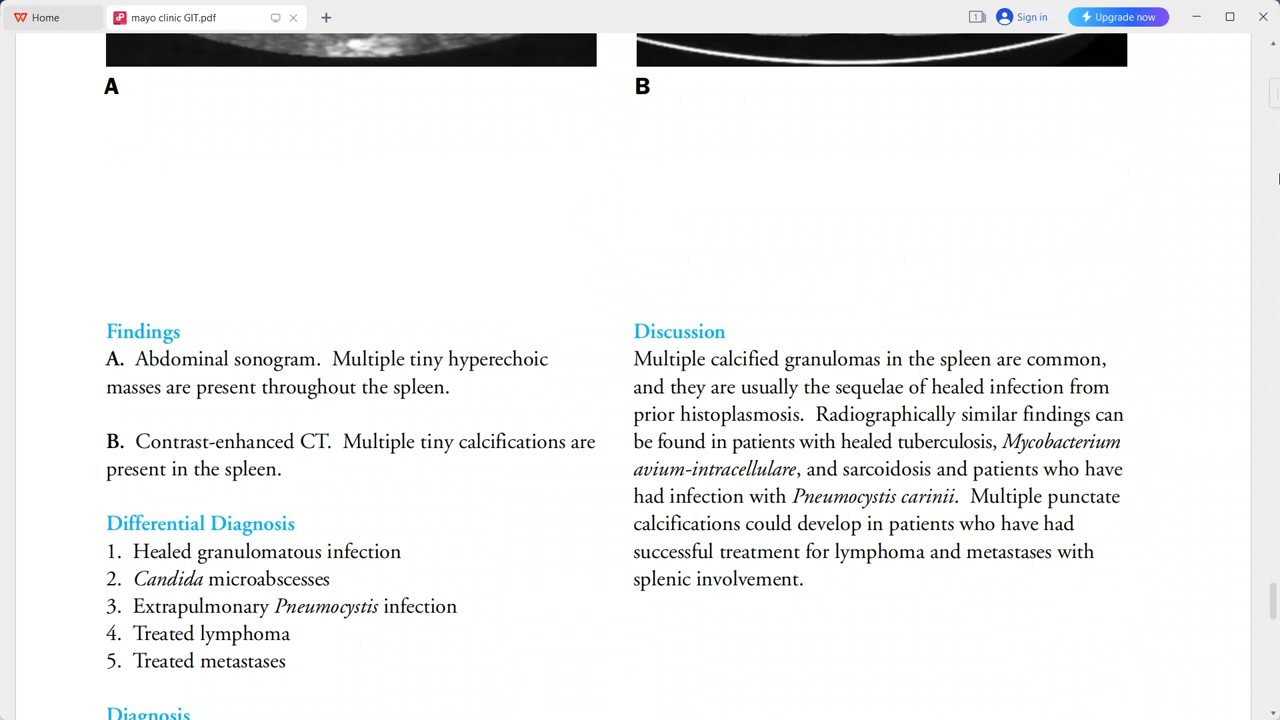 Home
mayo clinic GIT.pdf
1
Sign in
Upgrade now
A
B
Findings
A. Abdominal sonogram. Multiple tiny hyperechoic
masses are present throughout the spleen.
B. Contrast-enhanced CT. Multiple tiny calcifications are
present in the spleen.
Differential Diagnosis
1. Healed granulomatous infection
2. Candida microabscesses
3. Extrapulmonary Pneumocystis infection
4. Treated lymphoma
5. Treated metastases
Diagnosis
Discussion
Multiple calcified granulomas in the spleen are common,
and they are usually the sequelae of healed infection from
prior histoplasmosis. Radiographically similar findings can
be found in patients with healed tuberculosis, Mycobacterium
avium-intracellulare, and sarcoidosis and patients who have
had infection with Pneumocystis carinii. Multiple punctate
calcifications could develop in patients who have had
successful treatment for lymphoma and metastases with
splenic involvement.